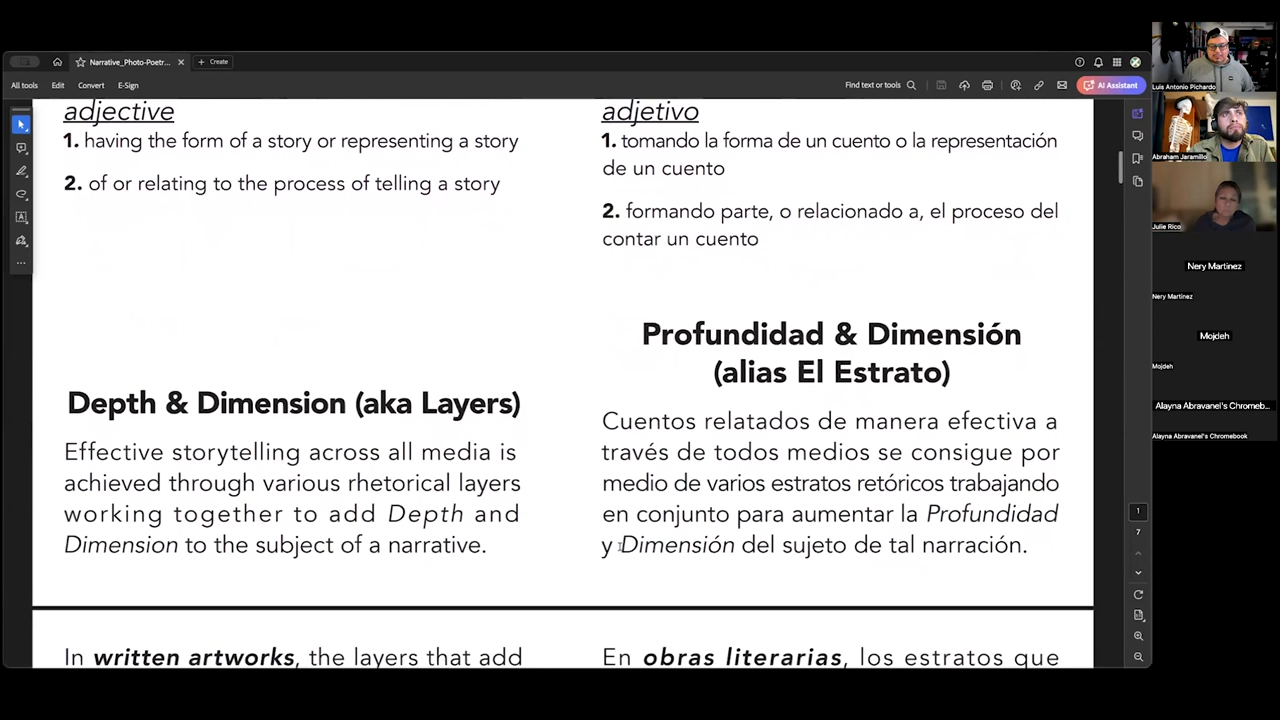 Narrative_Photo-Poetr...
Create
All tools
Edit
Convert
E-Sign
Find text or tools
AI Assistant
adjective
1. having the form of a story or representing a story
2. of or relating to the process of telling a story
Depth & Dimension (aka Layers)
Effective storytelling across all media is
achieved through various rhetorical layers
working together to add Depth and
Dimension to the subject of a narrative.
In written artworks, the layers that add
adjetivo
1. tomando la forma de un cuento o la representación
de un cuento
2. formando parte, o relacionado a, el proceso del
contar un cuento
Profundidad & Dimensión
(alias El Estrato)
Cuentos relatados de manera efectiva a
través de todos medios se consigue por
medio de varios estratos retóricos trabajando
en conjunto para aumentar la Profundidad
y Dimensión del sujeto de tal narración.
En obras literarias, los estratos que
1
7
Luis Antonio Pichardo
Abraham Jaramillo
Julie Rico
Nery Martinez
Nery Martinez
Mojdeh
Mojdeh
Alayna Abravanel's Chromeb...
Alayna Abravanel's Chromebook